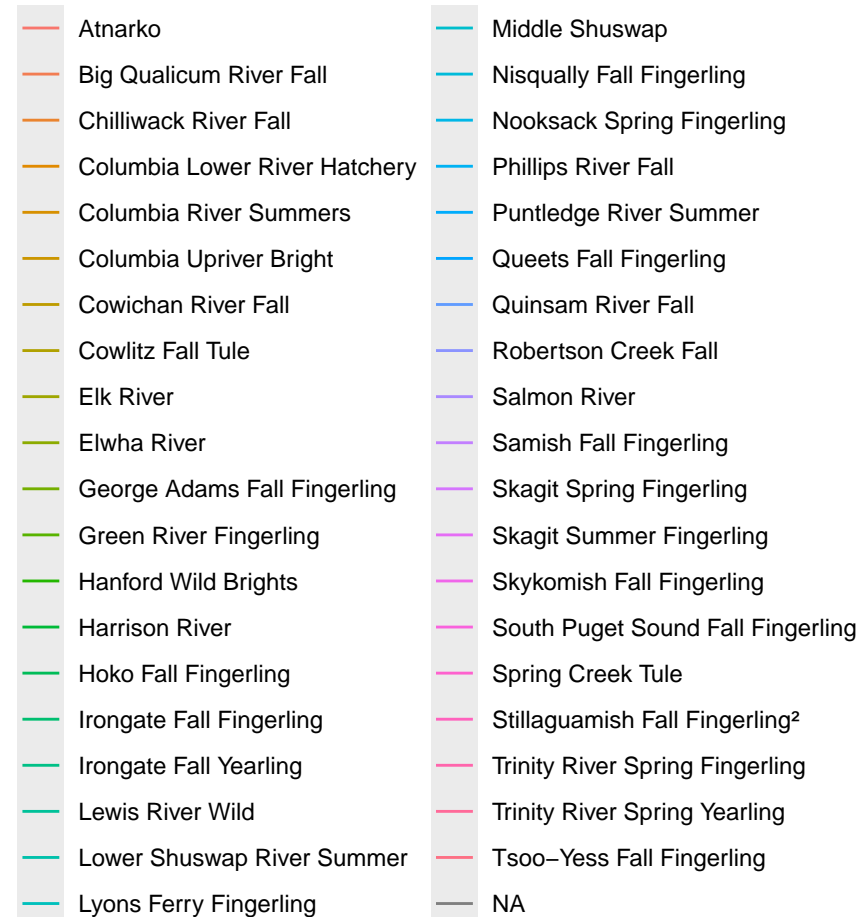 Atnarko
Big Qualicum River Fall
Chilliwack River Fall
Columbia Lower River Hatchery
Columbia River Summers
Columbia Upriver Bright
Cowichan River Fall
Cowlitz Fall Tule
Elk River
Elwha River
George Adams Fall Fingerling
Green River Fingerling
Hanford Wild Brights
Harrison River
Hoko Fall Fingerling
Irongate Fall Fingerling
Irongate Fall Yearling
Lewis River Wild
Lower Shuswap River Summer
Lyons Ferry Fingerling
Middle Shuswap
Nisqually Fall Fingerling
Nooksack Spring Fingerling
Phillips River Fall
Puntledge River Summer
Queets Fall Fingerling
Quinsam River Fall
Robertson Creek Fall
Salmon River
Samish Fall Fingerling
Skagit Spring Fingerling
Skagit Summer Fingerling
Skykomish Fall Fingerling
South Puget Sound Fall Fingerling
Spring Creek Tule
Stillaguamish Fall Fingerling²
Trinity River Spring Fingerling
Trinity River Spring Yearling
Tsoo−Yess Fall Fingerling
NA